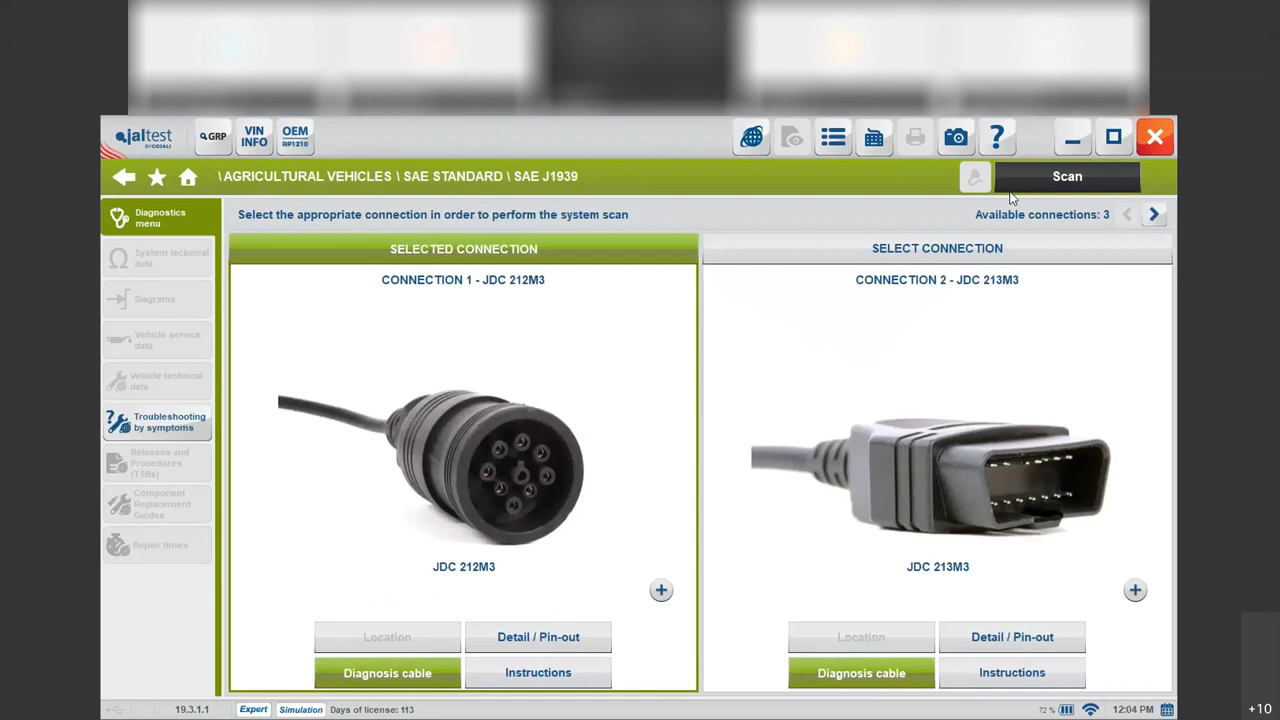 jaltest
BY COJALI
GRP
VIN
INFO
OEM
RP1210
?
\ AGRICULTURAL VEHICLES \ SAE STANDARD \ SAE J1939
Scan
Diagnostics
menu
System technical
data
Diagrams
Vehicle service
data
Vehicle technical
data
Troubleshooting
by symptoms
Releases and
Procedures
(TSBs)
Component
Replacement
Guides
Repair times
Select the appropriate connection in order to perform the system scan
Available connections: 3
SELECTED CONNECTION
CONNECTION 1 - JDC 212M3
JDC 212M3
Location
Detail / Pin-out
Diagnosis cable
Instructions
SELECT CONNECTION
CONNECTION 2 - JDC 213M3
JDC 213M3
Location
Detail / Pin-out
Diagnosis cable
Instructions
19.3.1.1
Expert
Simulation
Days of license: 113
72 %
12:04 PM
+10